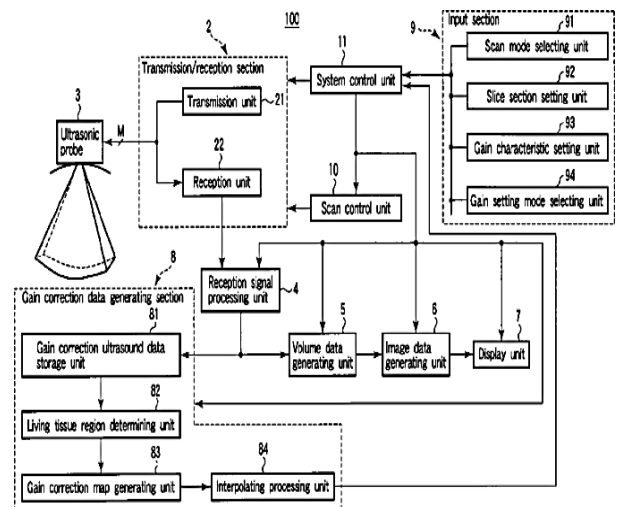 100
2
11
9
Input section
91
Scan mode selecting unit
92
Slice section setting unit
93
Gain characteristic setting unit
94
Gain setting mode selecting unit
Transmission/reception section
System control unit
3
Transmission unit
21
Ultrasonic
probe
M
22
Reception unit
10
Scan control unit
8
Gain correction data generating section
Reception signal
processing unit
4
81
Gain correction ultrasound data
storage unit
5
Volume data
generating unit
6
Image data
generating unit
7
Display unit
82
Living tissue region determining unit
83
Gain correction map generating unit
84
Interpolating processing unit